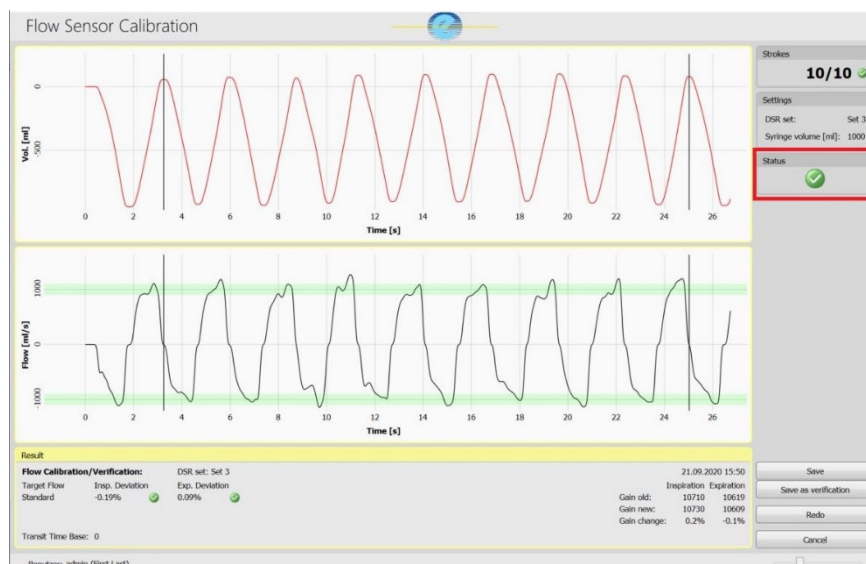 Flow Sensor Calibration
Strokes
10/10
Settings
DSR set: Set 3
Syringe volume [ml]: 1000
Status
Vol. [ml]
0
-500
0 2 4 6 8 10 12 14 16 18 20 22 24 26
Time [s]
Flow [ml/s]
1000
0
-1000
0 2 4 6 8 10 12 14 16 18 20 22 24 26
Time [s]
Result
Flow Calibration/Verification: DSR set: Set 3 21.09.2020 15:50
Target Flow Insp. Deviation Exp. Deviation Inspiration Expiration
Standard -0.19% 0.09% Gain old: 10710 10619
Gain new: 10730 10609
Gain change: 0.2% -0.1%
Transit Time Base: 0
Save
Save as verification
Redo
Cancel
admin (First Last)